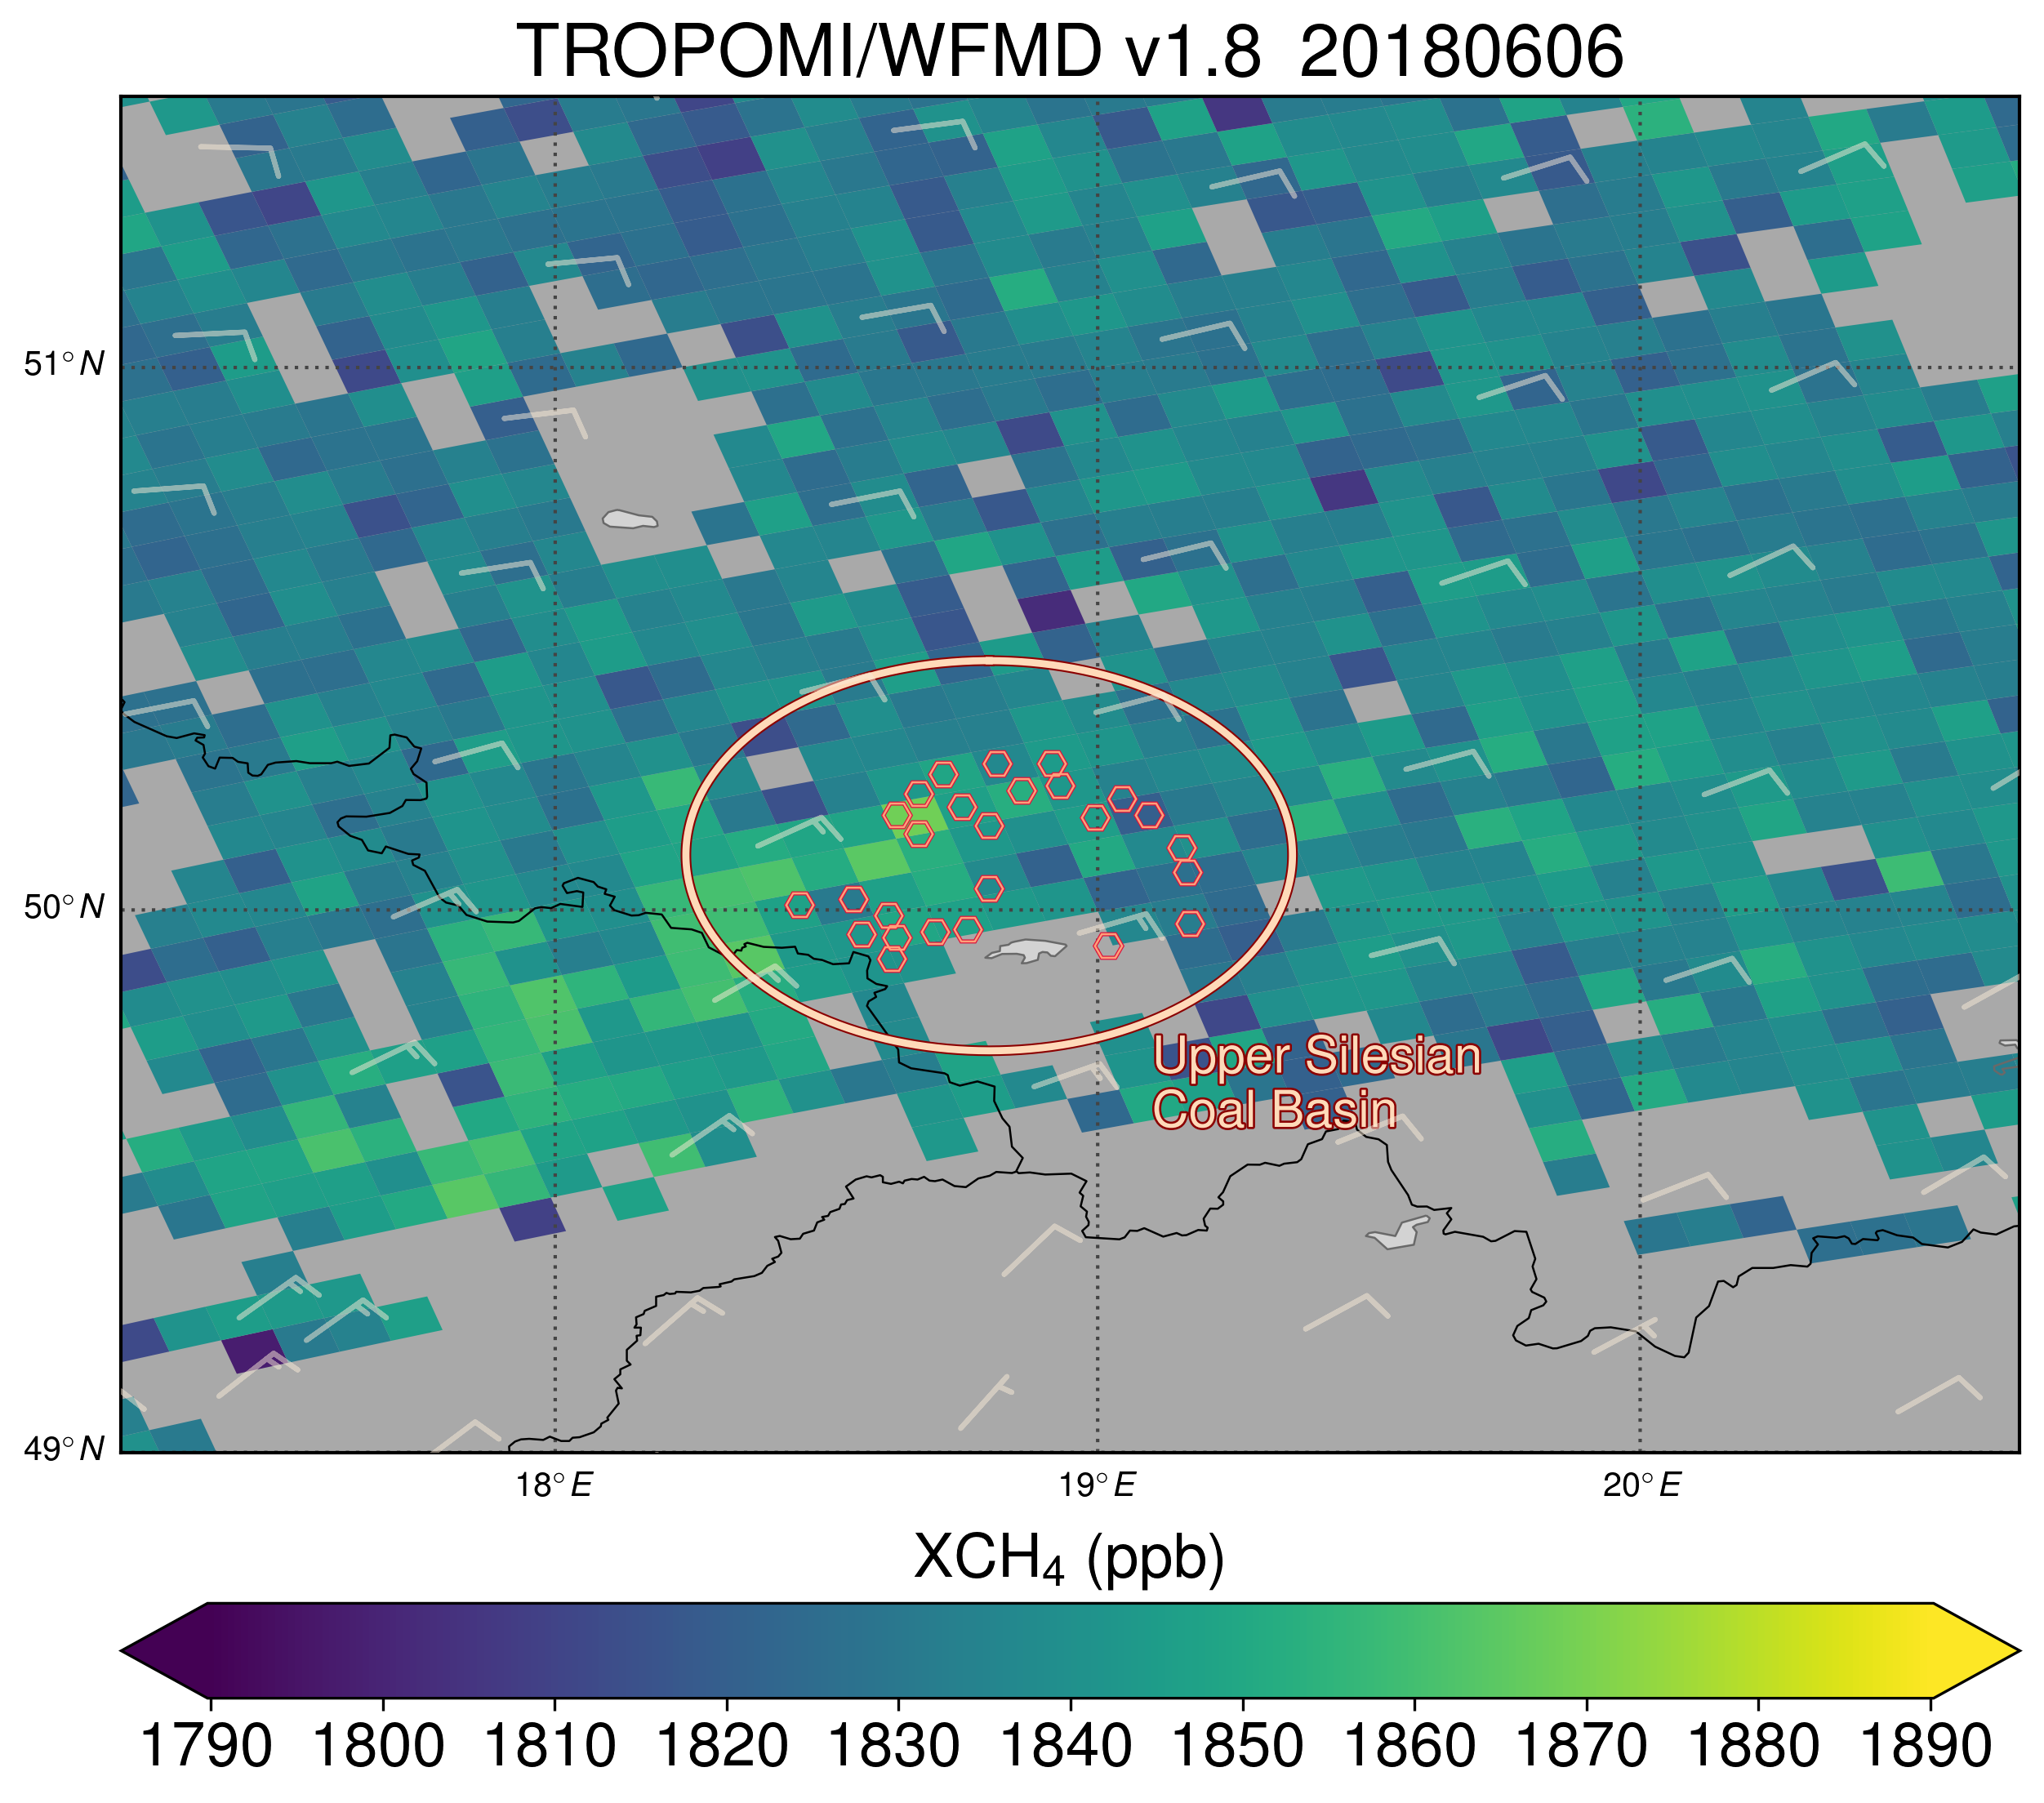 TROPOMI/WFMD v1.8 20180606
51°N
50°N
Upper Silesian
Coal Basin
49°N
18°E 19°E 20°E
XCH₄ (ppb)
1790 1800 1810 1820 1830 1840 1850 1860 1870 1880 1890